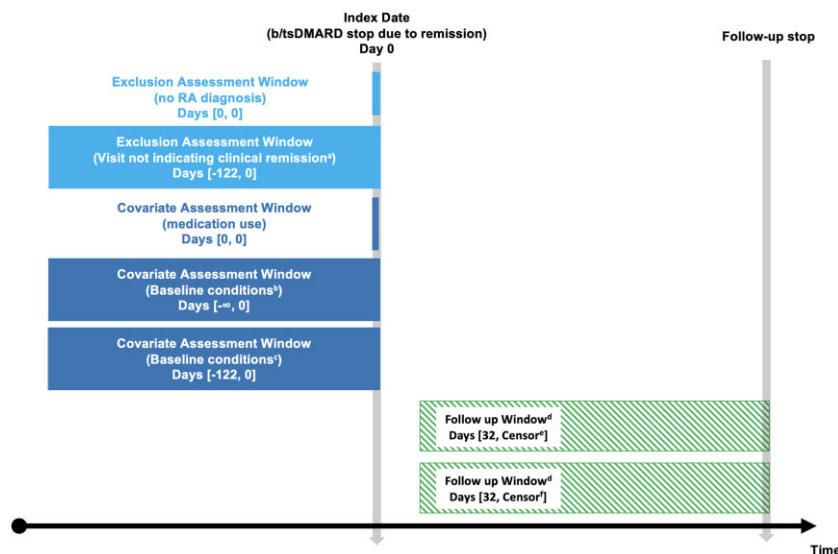 Index Date
(b/tsDMARD stop due to remission)
Day 0
Follow-up stop
Exclusion Assessment Window
(no RA diagnosis)
Days [0, 0]
Exclusion Assessment Window
(Visit not indicating clinical remissionᵃ)
Days [-122, 0]
Covariate Assessment Window
(medication use)
Days [0, 0]
Covariate Assessment Window
(Baseline conditionsᵇ)
Days [-∞, 0]
Covariate Assessment Window
(Baseline conditionsᶜ)
Days [-122, 0]
Follow up Windowᵈ
Days [32, Censorᵉ]
Follow up Windowᵈ
Days [32, Censorᶠ]
Time